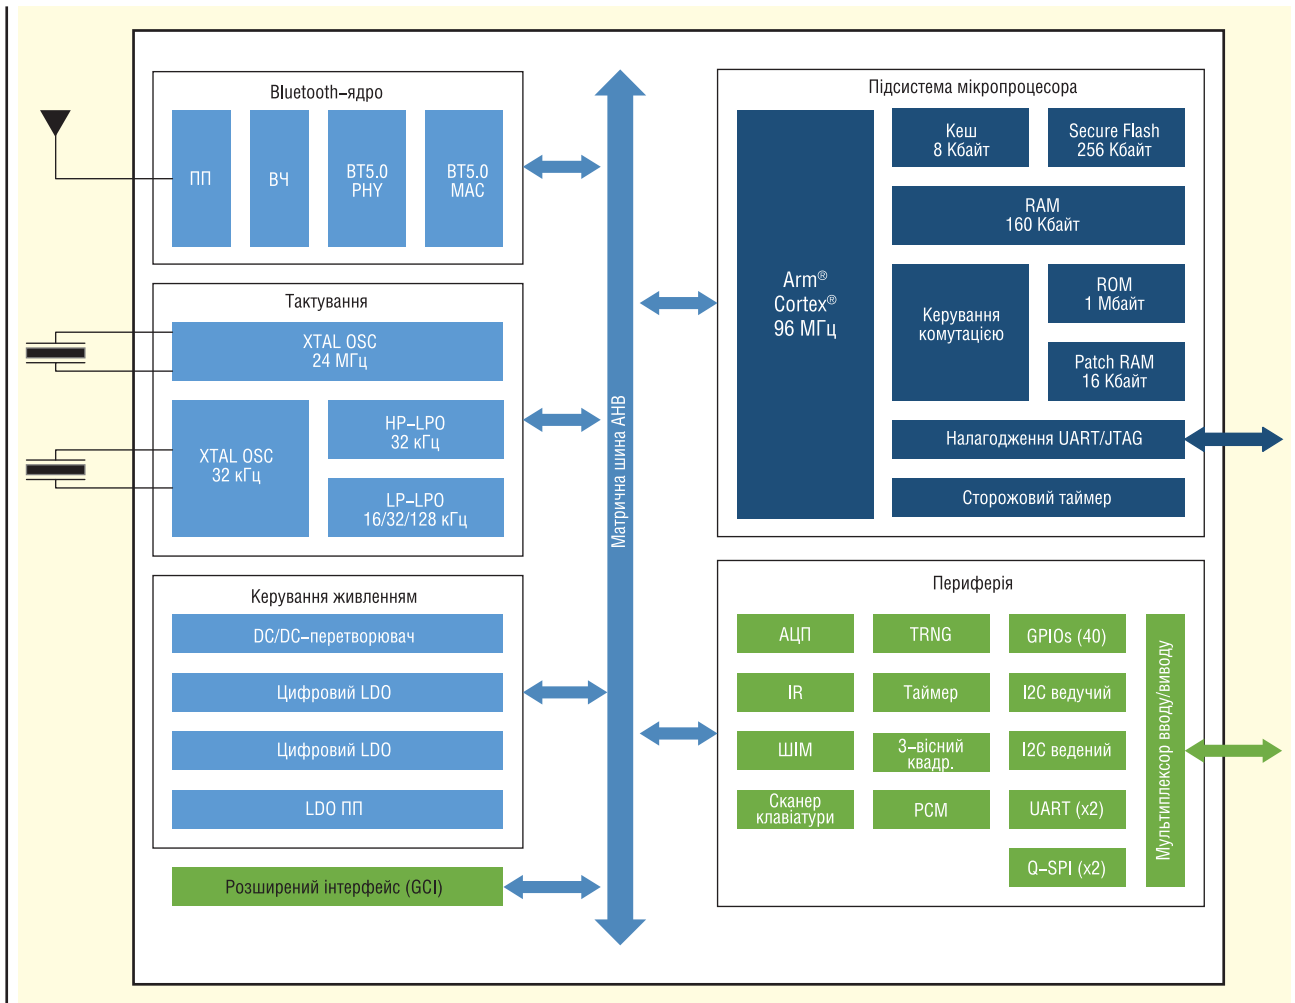 Bluetooth–ядро
ПП
ВЧ
BT5.0
PHY
BT5.0
MAC
Тактування
XTAL OSC
24 МГц
XTAL OSC
32 кГц
HP–LPO
32 кГц
LP–LPO
16/32/128 кГц
Керування живленням
DC/DC–перетворювач
Цифровий LDO
Цифровий LDO
LDO ПП
Розширений інтерфейс (GCI)
Матрична шина AHB
Підсистема мікропроцесора
Arm®
Cortex®
96 МГц
Кеш
8 Кбайт
Secure Flash
256 Кбайт
RAM
160 Кбайт
Керування
комутацією
ROM
1 Мбайт
Patch RAM
16 Кбайт
Налагодження UART/JTAG
Сторожовий таймер
Периферія
АЦП
TRNG
GPIOs (40)
IR
Таймер
I2C ведучий
ШІМ
3–вісний
квадр.
I2C ведений
Сканер
клавіатури
PCM
UART (x2)
Q–SPI (x2)
Мультиплексор вводу/виводу